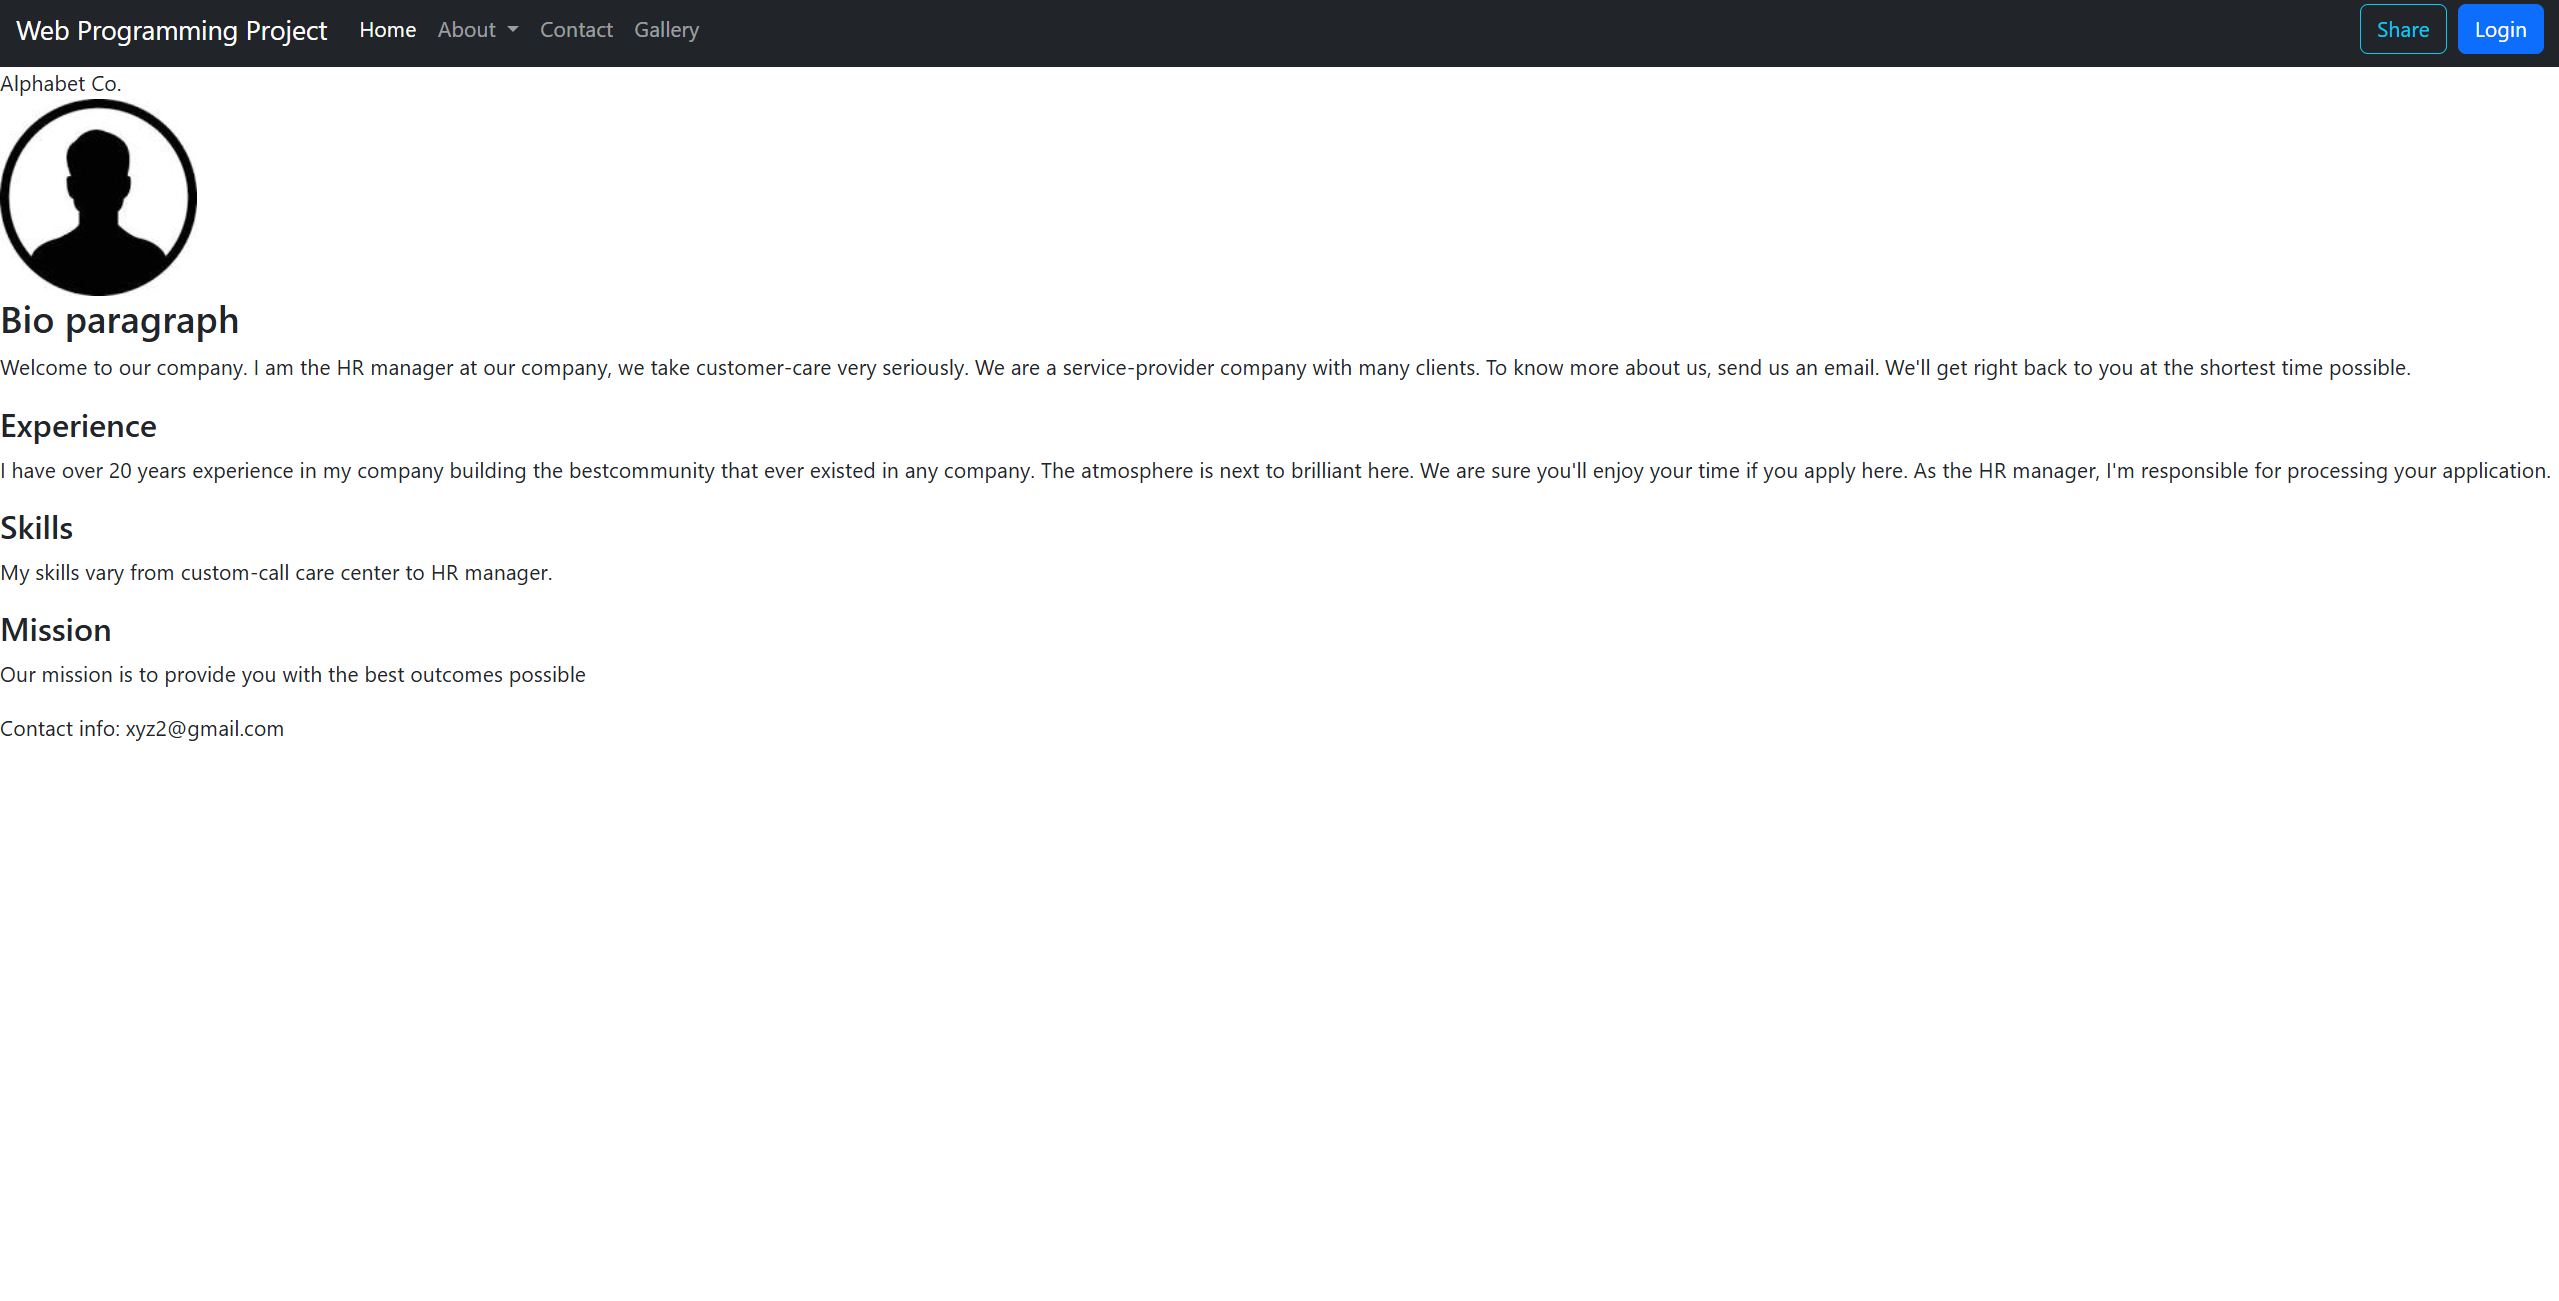 Web Programming Project Home About Contact Gallery Share Login
Alphabet Co.
Bio paragraph
Welcome to our company. I am the HR manager at our company, we take customer-care very seriously. We are a service-provider company with many clients. To know more about us, send us an email. We'll get right back to you at the shortest time possible.
Experience
I have over 20 years experience in my company building the bestcommunity that ever existed in any company. The atmosphere is next to brilliant here. We are sure you'll enjoy your time if you apply here. As the HR manager, I'm responsible for processing your application.
Skills
My skills vary from custom-call care center to HR manager.
Mission
Our mission is to provide you with the best outcomes possible
Contact info: xyz2@gmail.com